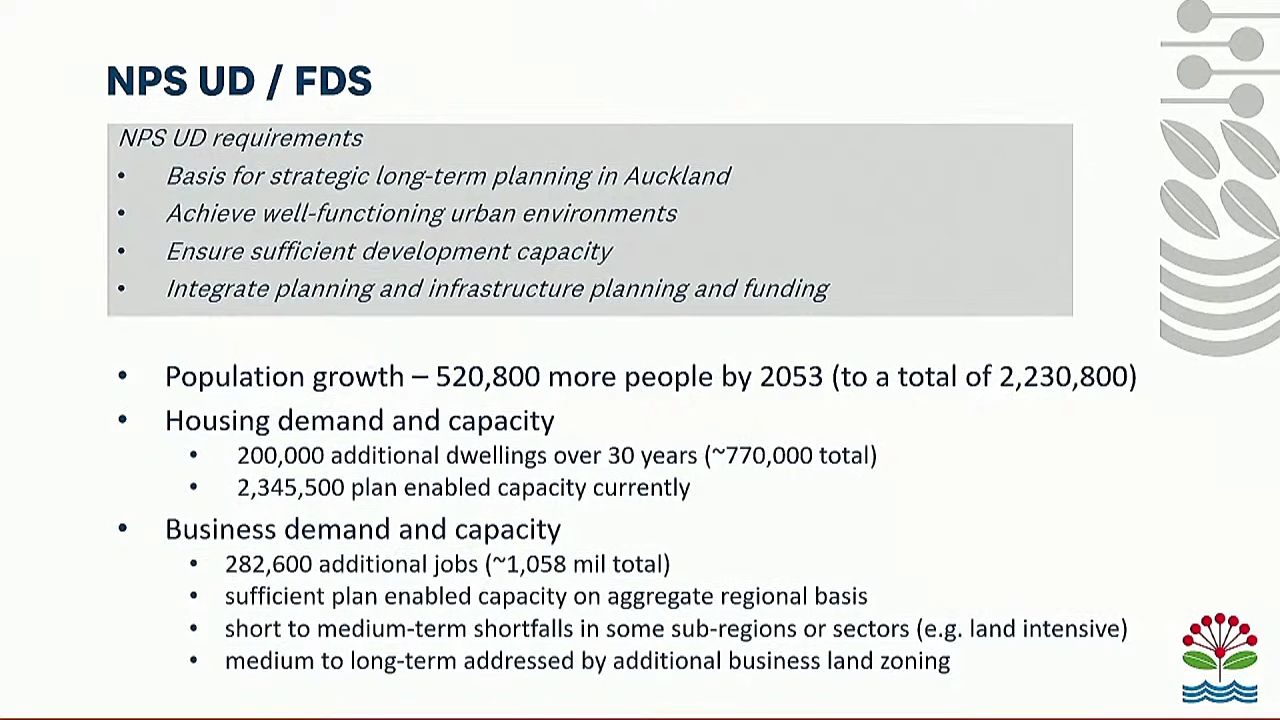 NPS UD / FDS
NPS UD requirements
• Basis for strategic long-term planning in Auckland
• Achieve well-functioning urban environments
• Ensure sufficient development capacity
• Integrate planning and infrastructure planning and funding
• Population growth – 520,800 more people by 2053 (to a total of 2,230,800)
• Housing demand and capacity
• 200,000 additional dwellings over 30 years (~770,000 total)
• 2,345,500 plan enabled capacity currently
• Business demand and capacity
• 282,600 additional jobs (~1,058 mil total)
• sufficient plan enabled capacity on aggregate regional basis
• short to medium-term shortfalls in some sub-regions or sectors (e.g. land intensive)
• medium to long-term addressed by additional business land zoning